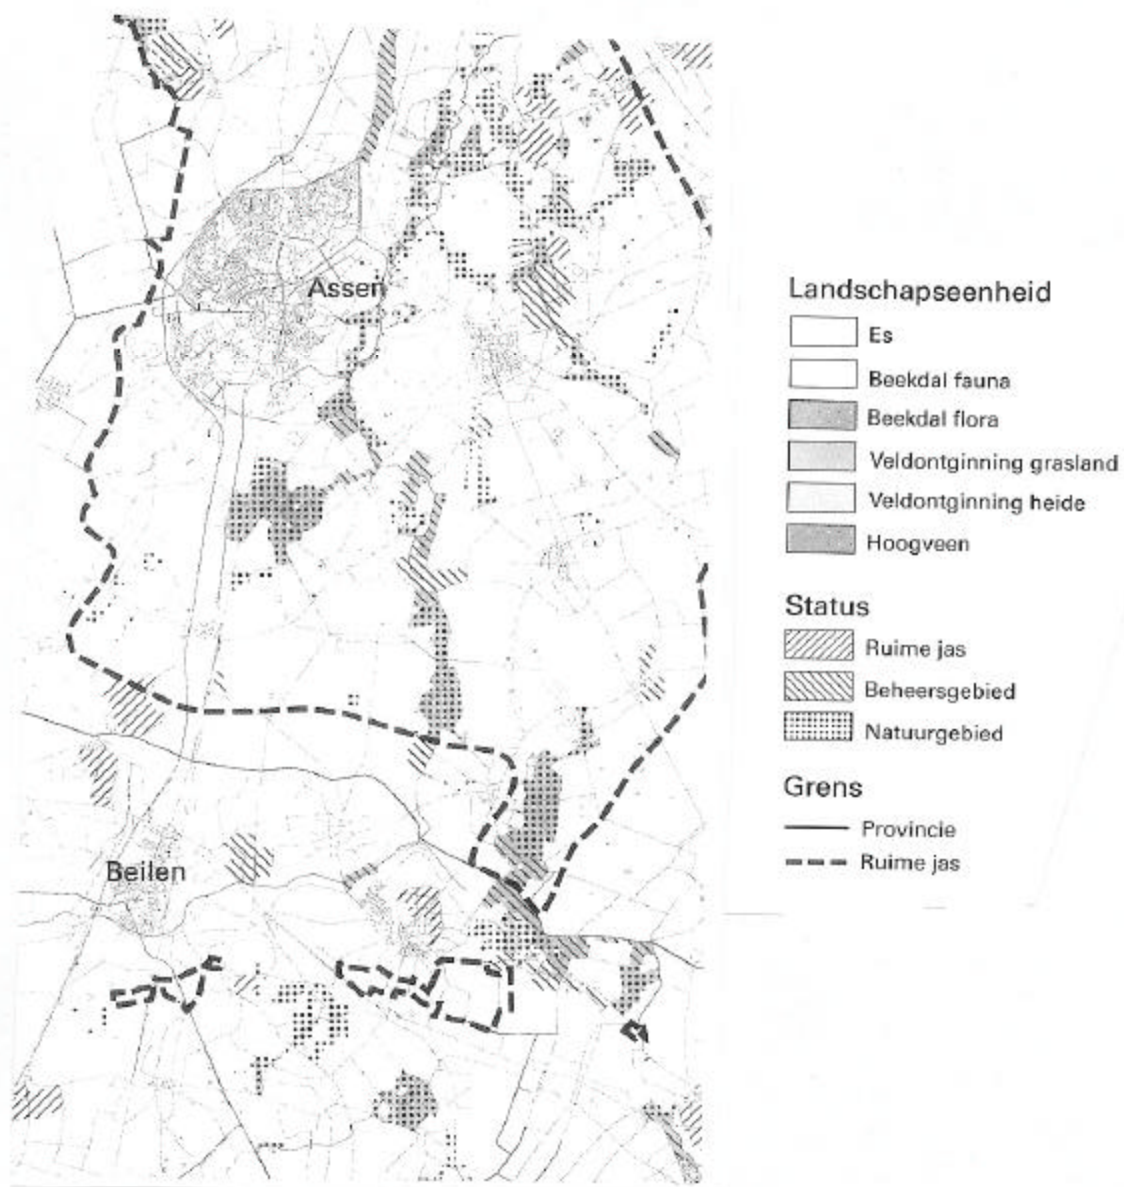 Assen
Beilen
Landschapseenheid
Es
Beekdal fauna
Beekdal flora
Veldontginning grasland
Veldontginning heide
Hoogveen
Status
Ruime jas
Beheersgebied
Natuurgebied
Grens
Provincie
Ruime jas